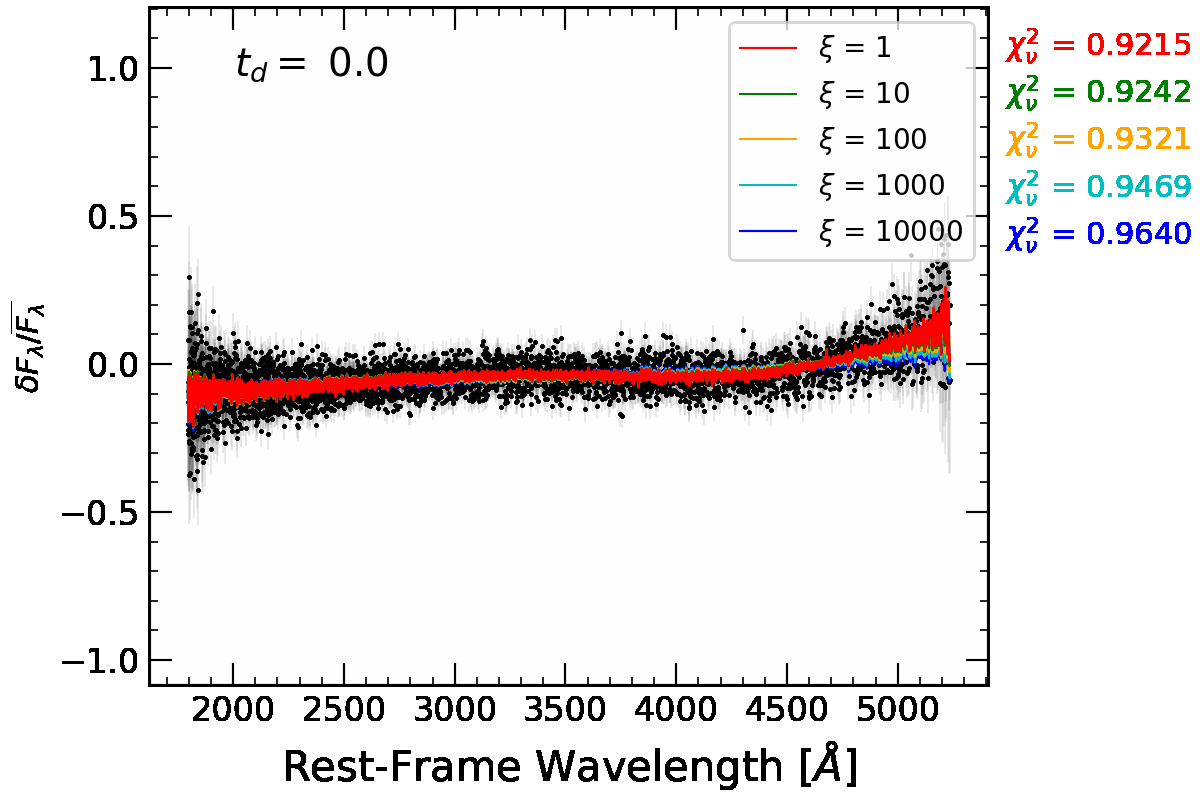 t_d = 0.0
ξ = 1
ξ = 10
ξ = 100
ξ = 1000
ξ = 10000
χ²_ν = 0.9215
χ²_ν = 0.9242
χ²_ν = 0.9321
χ²_ν = 0.9469
χ²_ν = 0.9640
1.0
0.5
0.0
−0.5
−1.0
δF_λ/F̅_λ
2000 2500 3000 3500 4000 4500 5000
Rest-Frame Wavelength [Å]